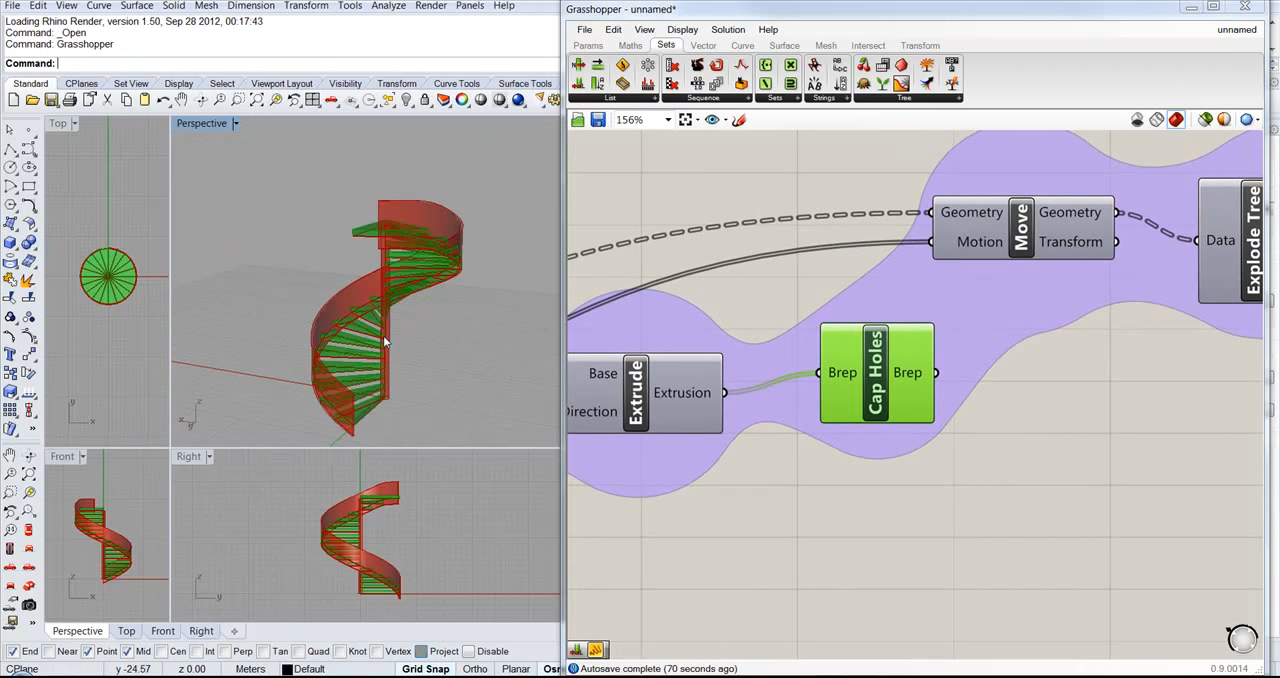 File Edit View Curve Surface Solid Mesh Dimension Transform Tools Analyze Render Panels Help
Loading Rhino Render, version 1.50, Sep 28 2012, 00:17:43
Command: _Open
Command: Grasshopper
Command:
Standard CPlanes Set View Display Select Viewport Layout Visibility Transform Curve Tools Surface Tools
Top
Perspective
y
x
z
y
x
Front
Right
z
x
z
y
Perspective Top Front Right
End Near Point Mid Cen Int Perp Tan Quad Knot Vertex Project Disable
CPlane y -24.57 z 0.00 Meters Default Grid Snap Ortho Planar
Grasshopper - unnamed*
File Edit View Display Solution Help unnamed
Params Maths Sets Vector Curve Surface Mesh Intersect Transform
List Sequence Sets Strings Tree
156%
Geometry Move Geometry
Motion Transform
Data Explode Tree
Base Extrude Extrusion
Direction
Brep Cap Holes Brep
Autosave complete (70 seconds ago) 0.9.0014